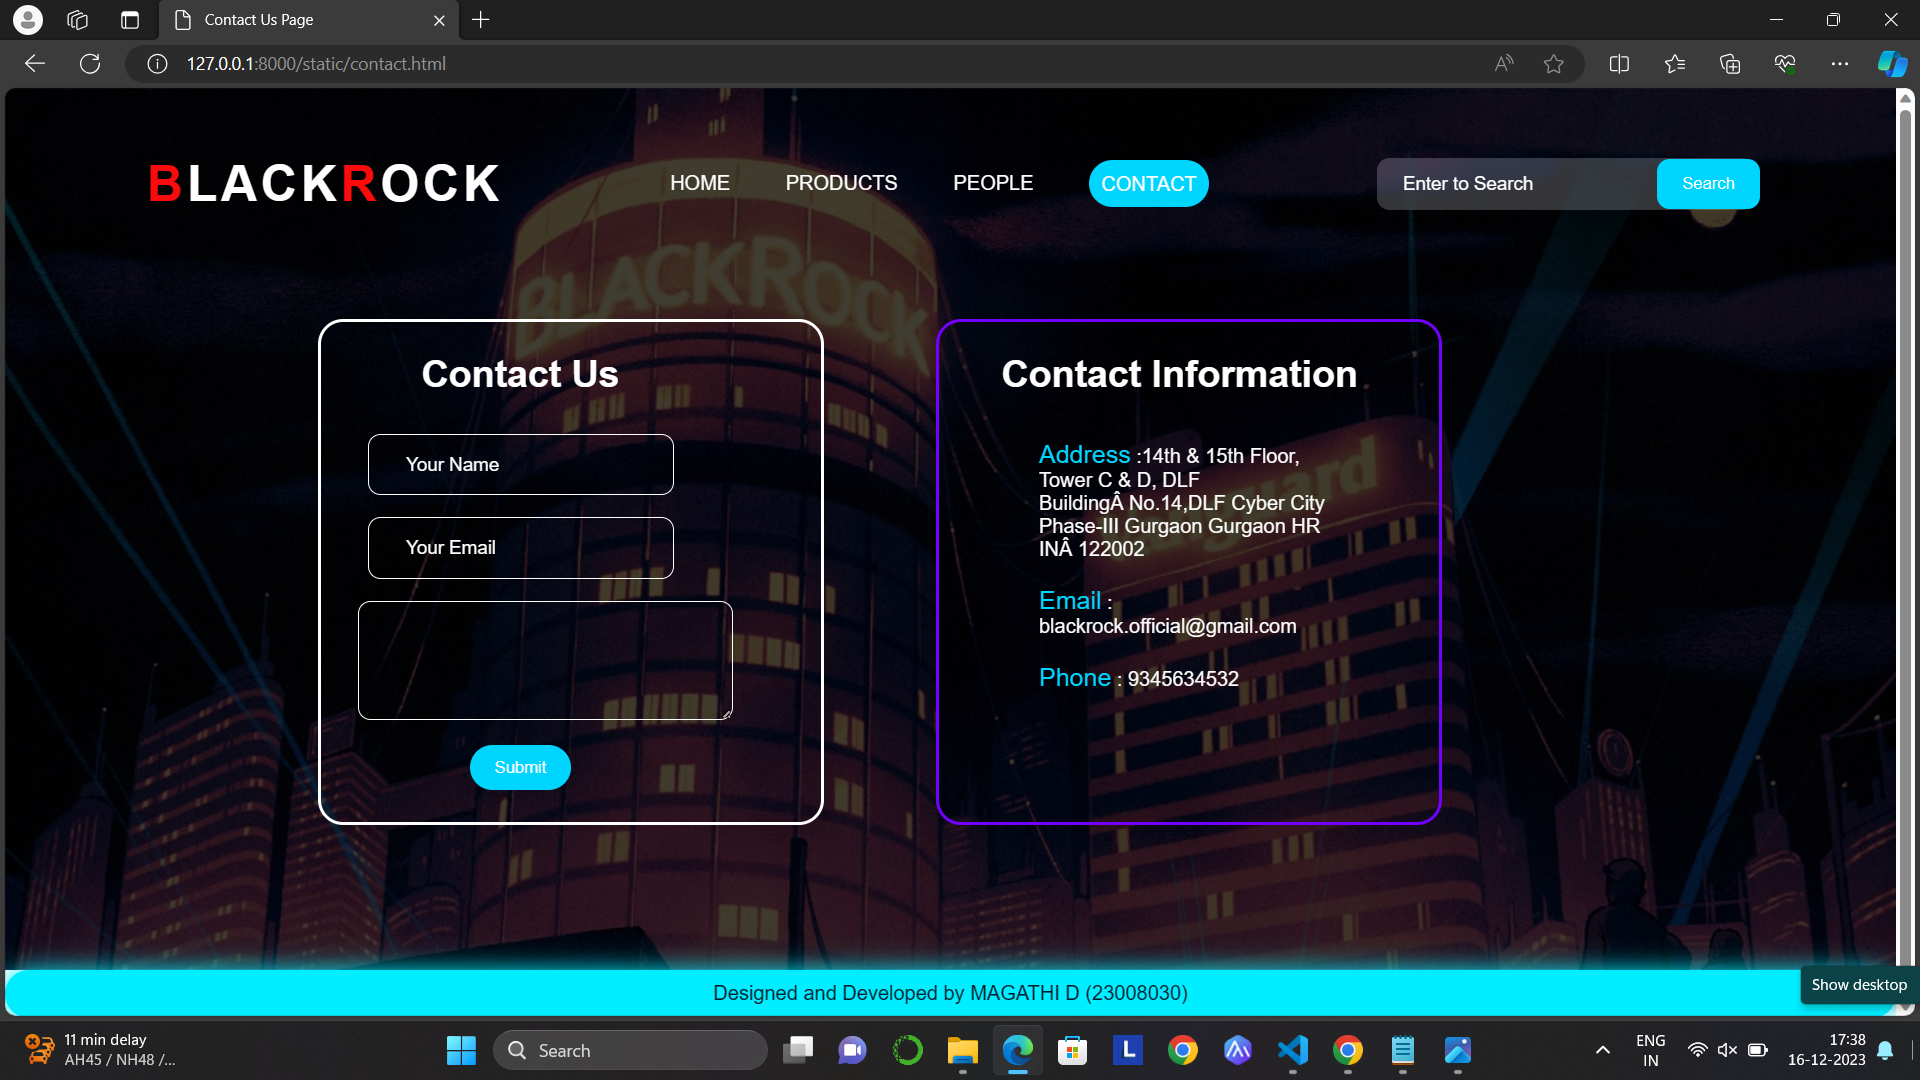 Contact Us Page
127.0.0.1:8000/static/contact.html
BLACKROCK
HOME
PRODUCTS
PEOPLE
CONTACT
Enter to Search
Search
BLACKROCK
Contact Us
Your Name
Your Email
Submit
Contact Information
Address :14th & 15th Floor,
Tower C & D, DLF
BuildingÂ No.14,DLF Cyber City
Phase-III Gurgaon Gurgaon HR
INÂ 122002
Email :
blackrock.official@gmail.com
Phone : 9345634532
Designed and Developed by MAGATHI D (23008030)
Show desktop
11 min delay
AH45 / NH48 /...
Search
L
ENG
IN
17:38
16-12-2023